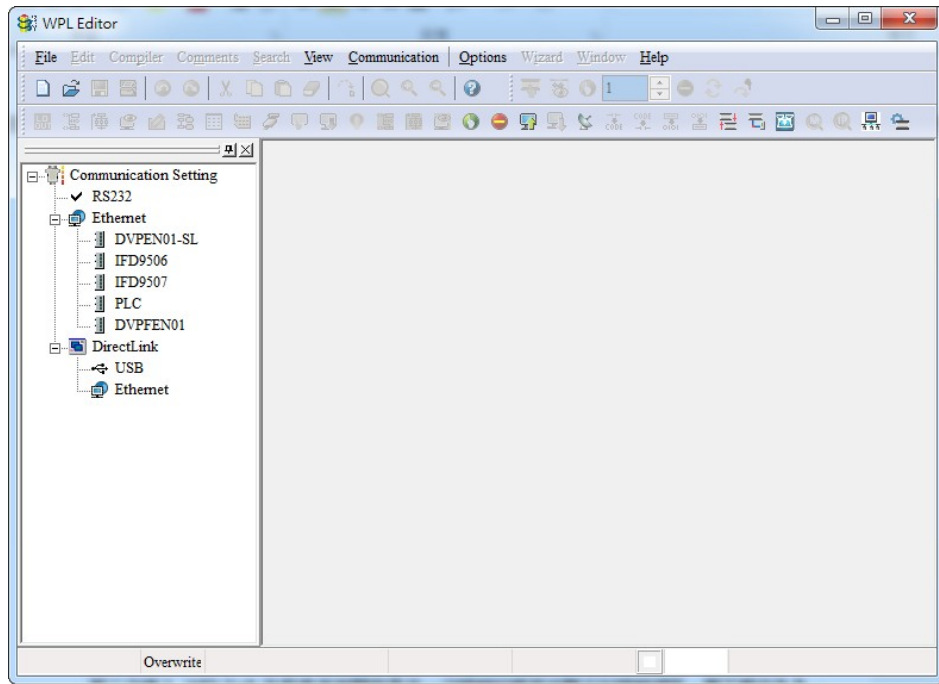 WPL Editor
File Edit Compiler Comments Search View Communication Options Wizard Window Help
1
Communication Setting
RS232
Ethernet
DVPEN01-SL
IFD9506
IFD9507
PLC
DVPFEN01
DirectLink
USB
Ethernet
Overwrite